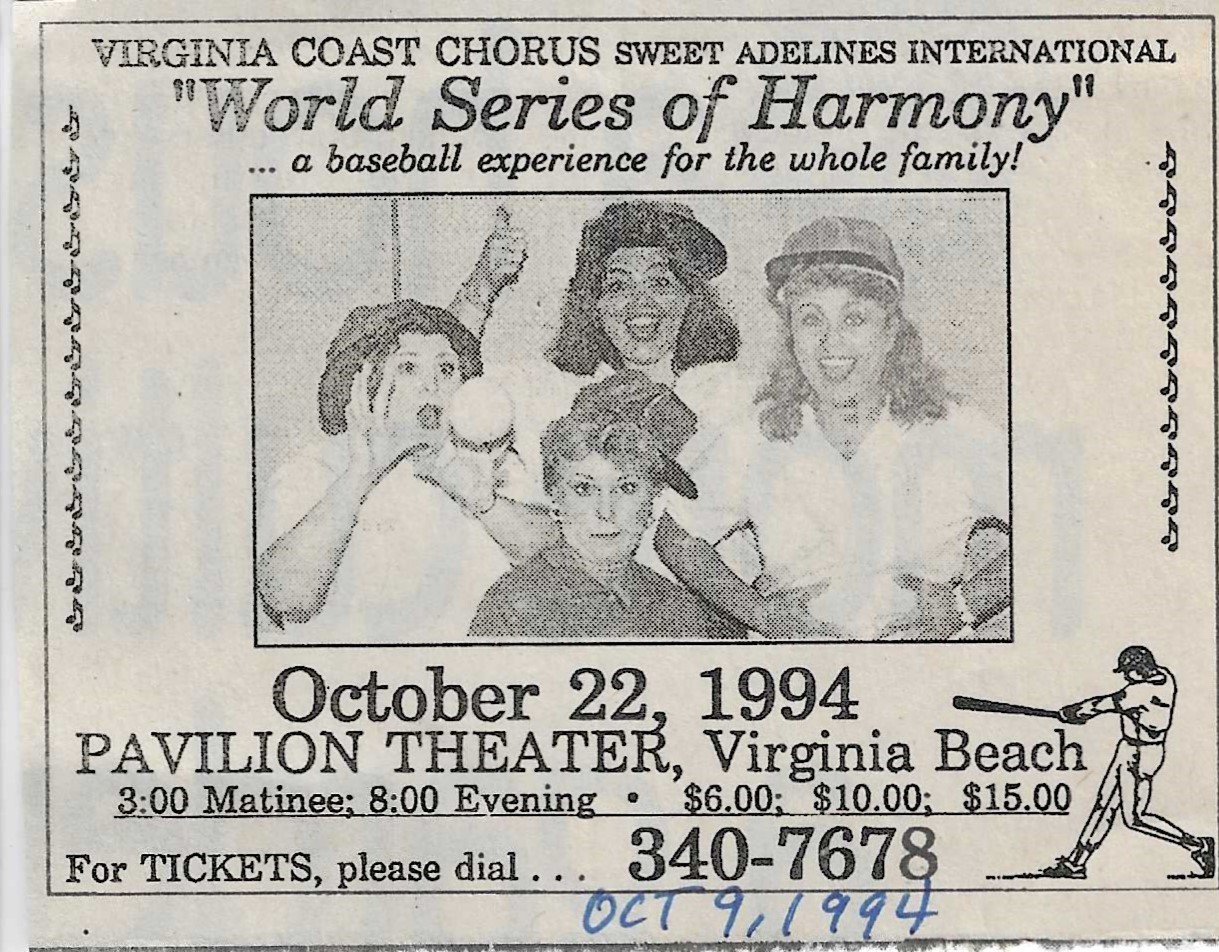 VIRGINIA COAST CHORUS SWEET ADELINES INTERNATIONAL
"World Series of Harmony"
... a baseball experience for the whole family!
October 22, 1994
PAVILION THEATER, Virginia Beach
3:00 Matinee; 8:00 Evening • $6.00; $10.00; $15.00
For TICKETS, please dial . . . 340-7678
OCT 9, 1994